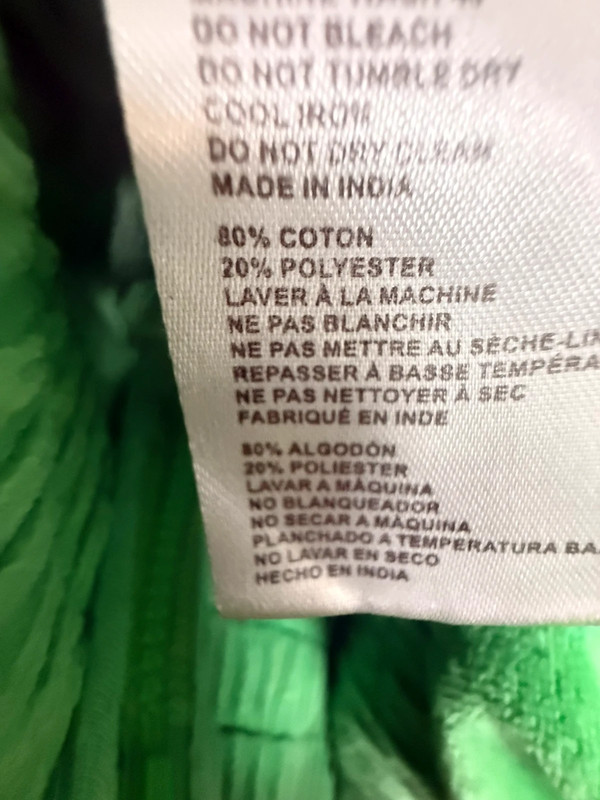 MACHINE WASH
DO NOT BLEACH
DO NOT TUMBLE DRY
COOL IRON
DO NOT DRY CLEAN
MADE IN INDIA
80% COTON
20% POLYESTER
LAVER À LA MACHINE
NE PAS BLANCHIR
NE PAS METTRE AU SÈCHE-LIN
REPASSER À BASSE TEMPÉRA
NE PAS NETTOYER À SEC
FABRIQUÉ EN INDE
80% ALGODÓN
20% POLIESTER
LAVAR A MÁQUINA
NO BLANQUEADOR
NO SECAR A MÁQUINA
PLANCHADO A TEMPERATURA BA
NO LAVAR EN SECO
HECHO EN INDIA